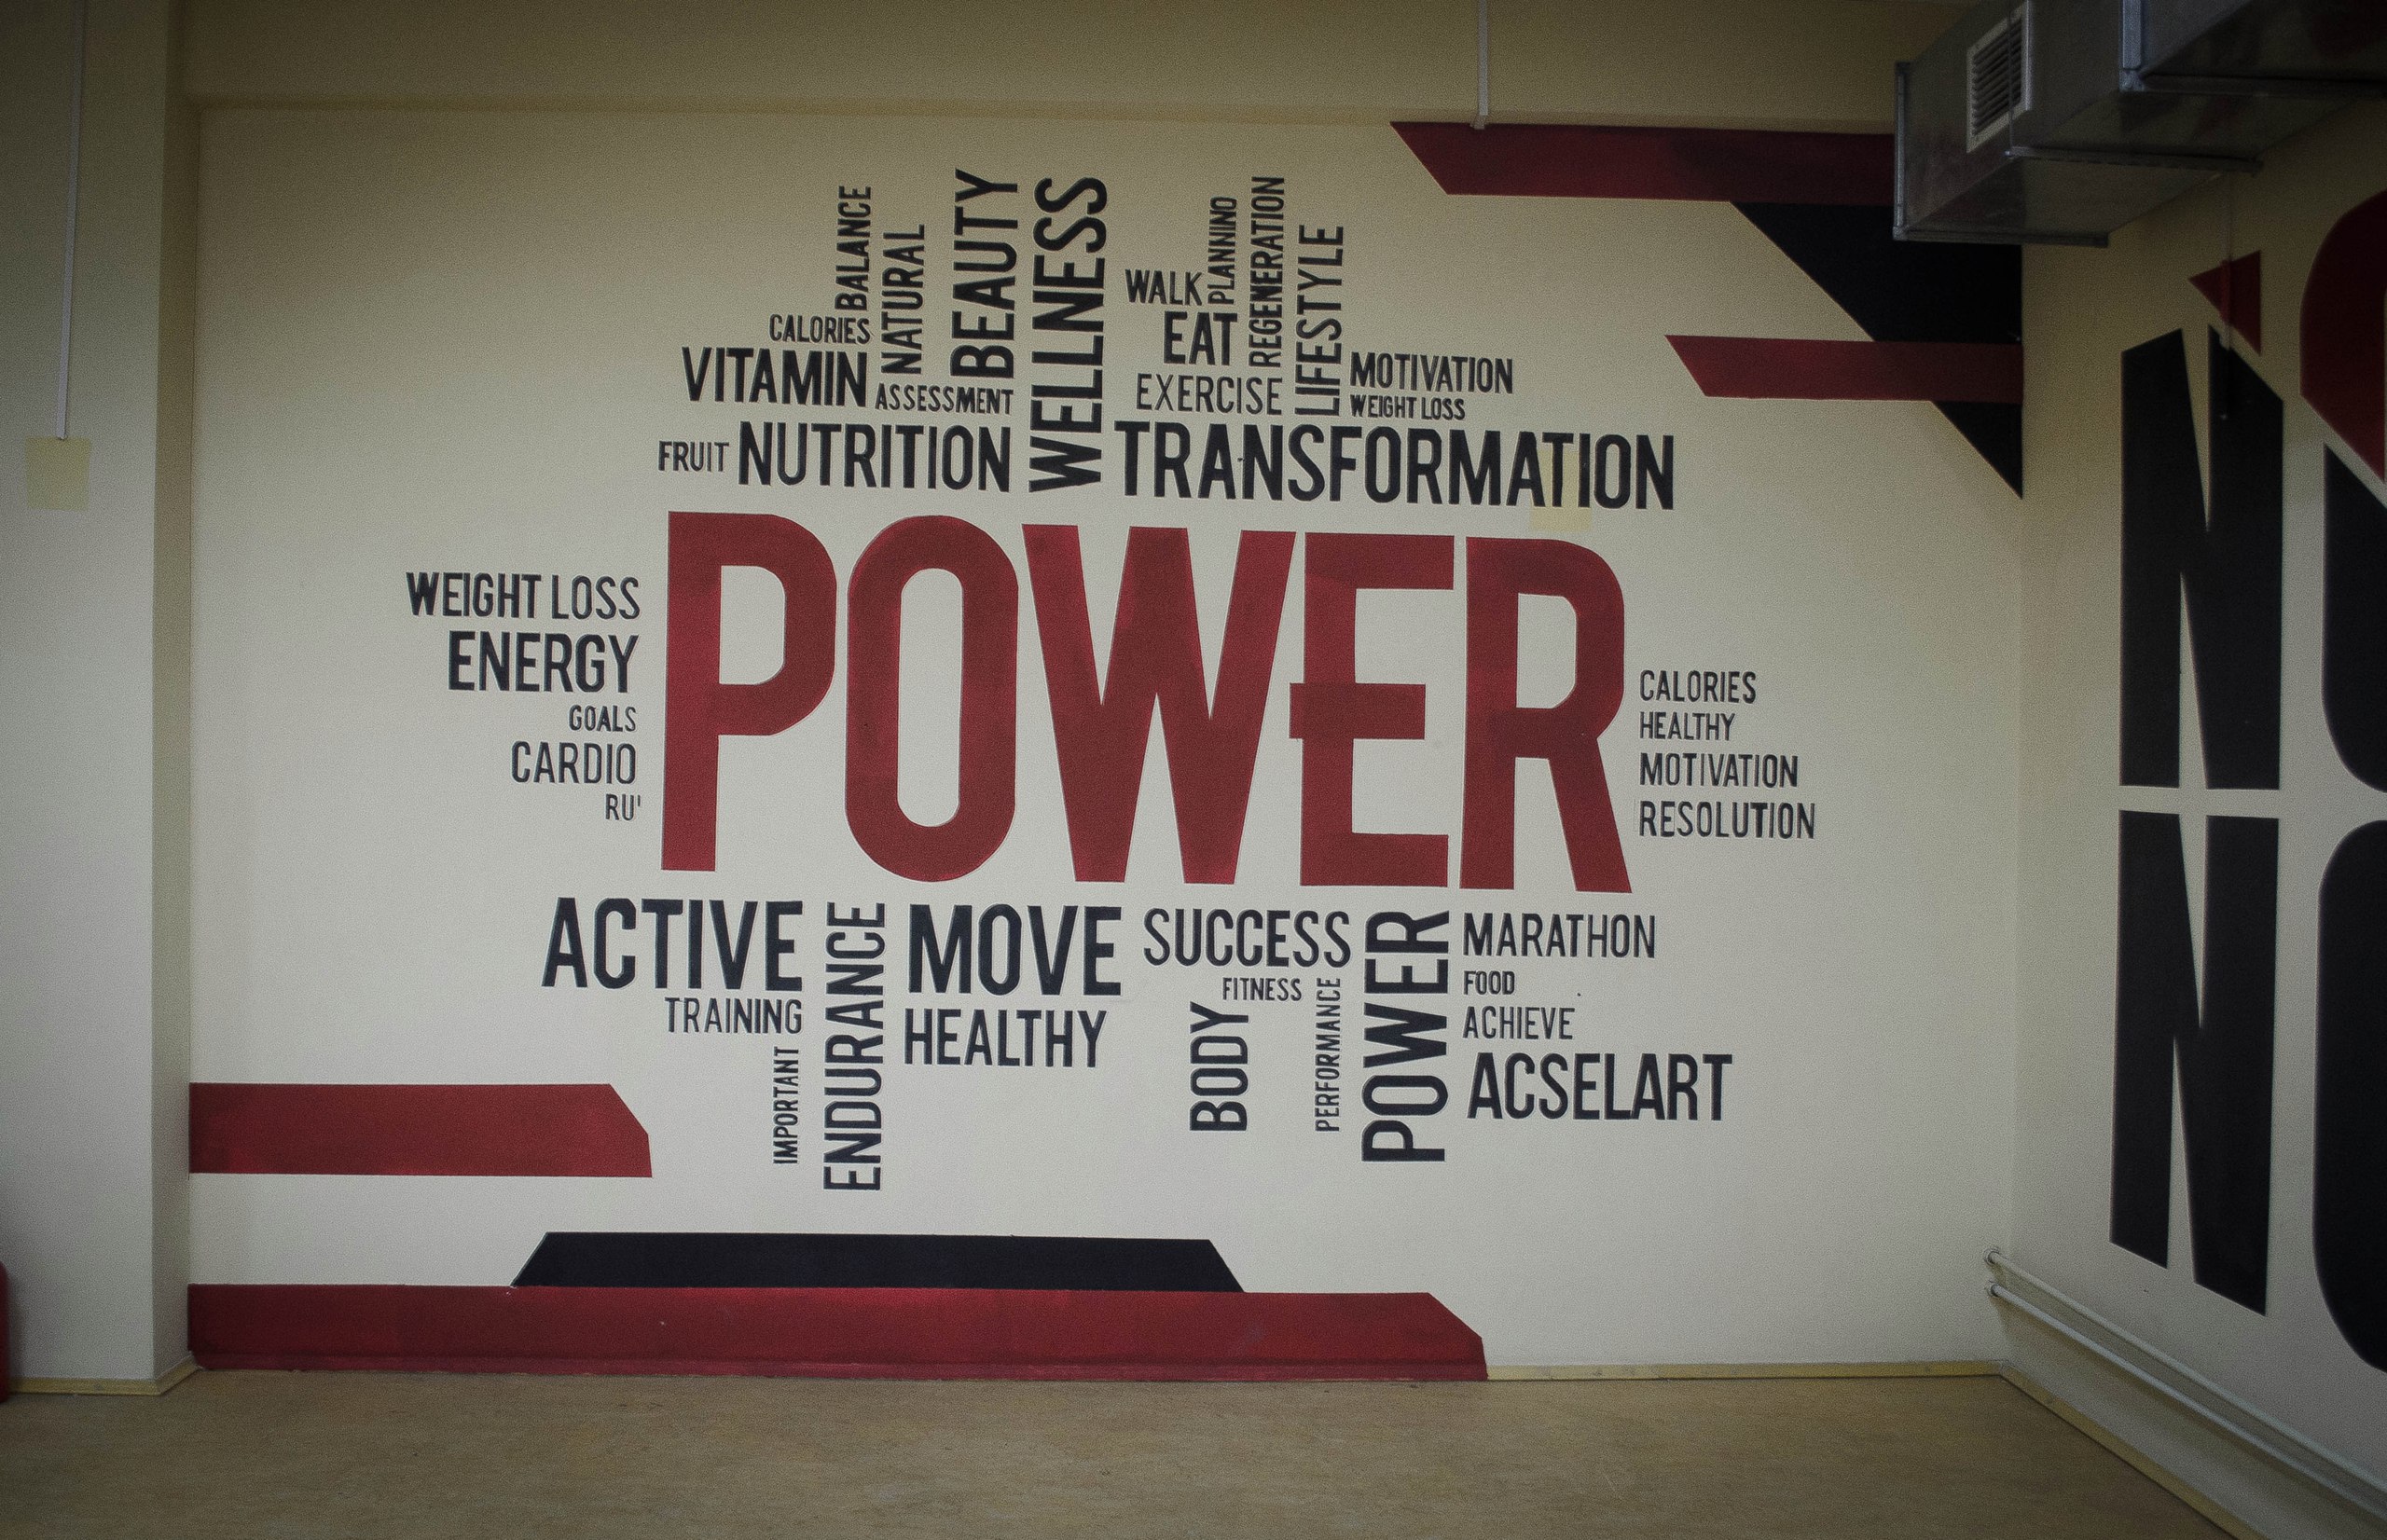 BALANCE
NATURAL
BEAUTY
WELLNESS
WALK
PLANNINO
REGENERATION
LIFESTYLE
CALORIES
EAT
VITAMIN
ASSESSMENT
EXERCISE
MOTIVATION
WEIGHT LOSS
FRUIT
NUTRITION
TRANSFORMATION
POWER
WEIGHT LOSS
ENERGY
GOALS
CARDIO
RU'
CALORIES
HEALTHY
MOTIVATION
RESOLUTION
ACTIVE
TRAINING
IMPORTANT
ENDURANCE
MOVE
HEALTHY
SUCCESS
FITNESS
BODY
PERFORMANCE
POWER
MARATHON
FOOD
ACHIEVE
ACSELART